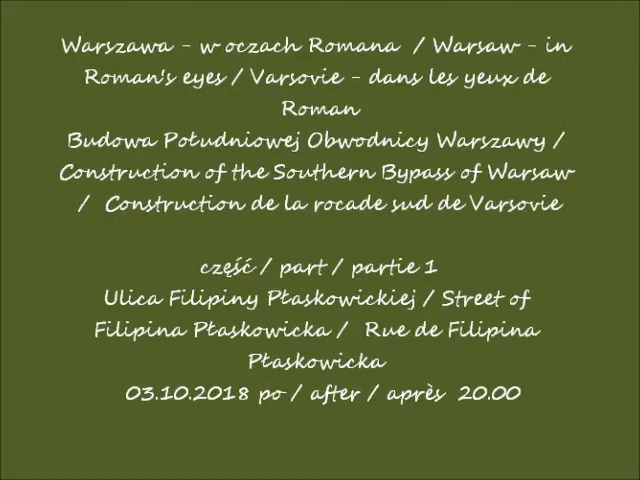 Warszawa - w oczach Romana / Warsaw - in
Roman's eyes / Varsovie - dans les yeux de
Roman
Budowa Południowej Obwodnicy Warszawy /
Construction of the Southern Bypass of Warsaw
/ Construction de la rocade sud de Varsovie
część / part / partie 1
Ulica Filipiny Płaskowickiej / Street of
Filipina Płaskowicka / Rue de Filipina
Płaskowicka
03.10.2018 po / after / après 20.00